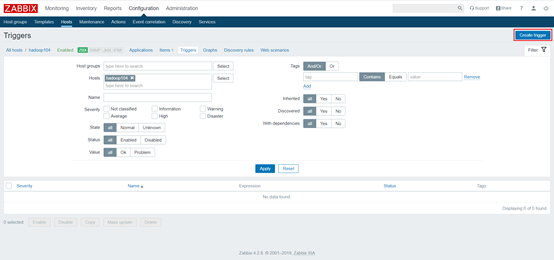 ZABBIX Monitoring Inventory Reports Configuration Administration Support Share ?
Host groups Templates Hosts Maintenance Actions Event correlation Discovery Services
Triggers Create trigger
All hosts / hadoop104 Enabled ZBX SNMP JMX IPMI Applications Items 1 Triggers Graphs Discovery rules Web scenarios Filter
Host groups type here to search Select Tags And/Or Or
Hosts hadoop104 Select tag Contains Equals value Remove
type here to search Add
Name Inherited all Yes No
Severity Not classified Information Warning Discovered all Yes No
Average High Disaster With dependencies all Yes No
State all Normal Unknown
Status all Enabled Disabled
Value all Ok Problem
Apply Reset
Severity Name ▲ Expression Status Tags
No data found.
Displaying 0 of 0 found
0 selected Enable Disable Copy Mass update Delete
Zabbix 4.2.8. © 2001–2019, Zabbix SIA